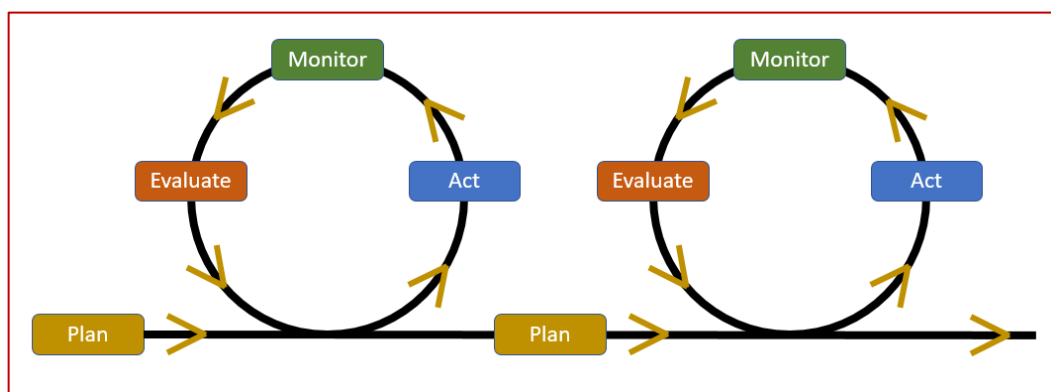 Monitor
Monitor
Evaluate
Act
Evaluate
Act
Plan
Plan